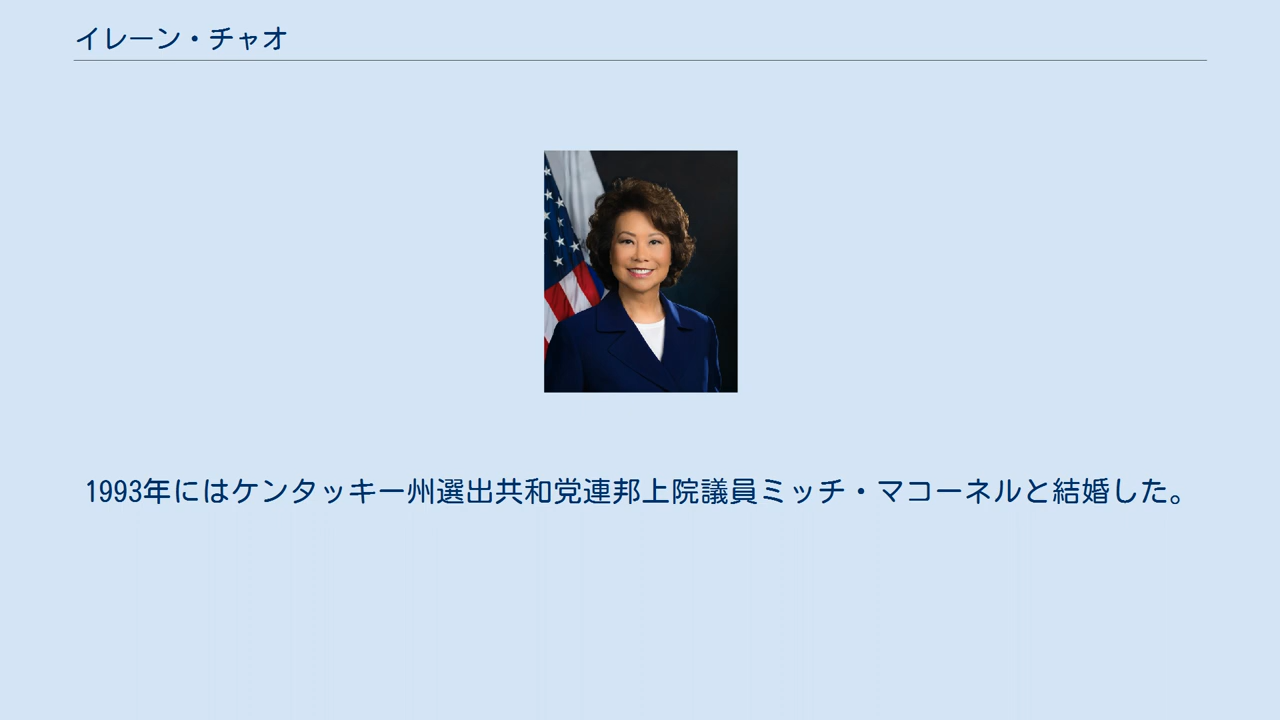 イレーン・チャオ
1993年にはケンタッキー州選出共和党連邦上院議員ミッチ・マコーネルと結婚した。